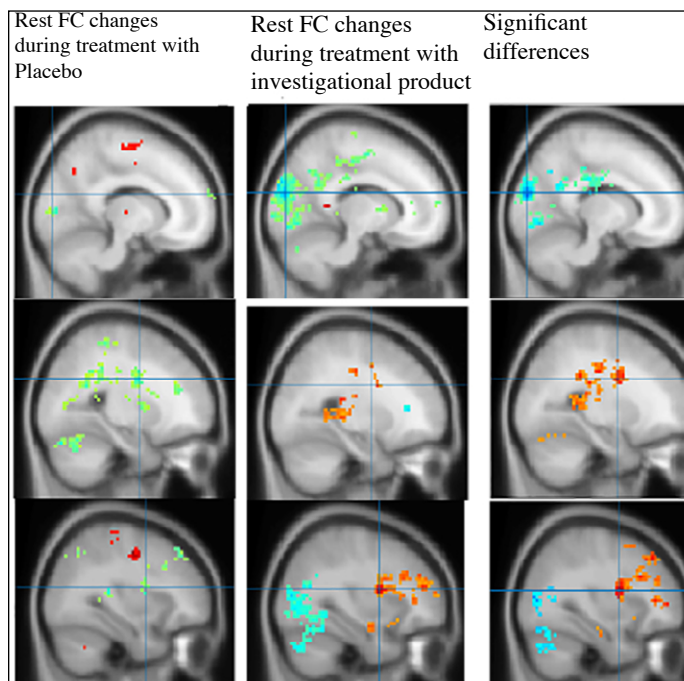 Rest FC changes
during treatment with
Placebo
Rest FC changes
during treatment with
investigational product
Significant
differences